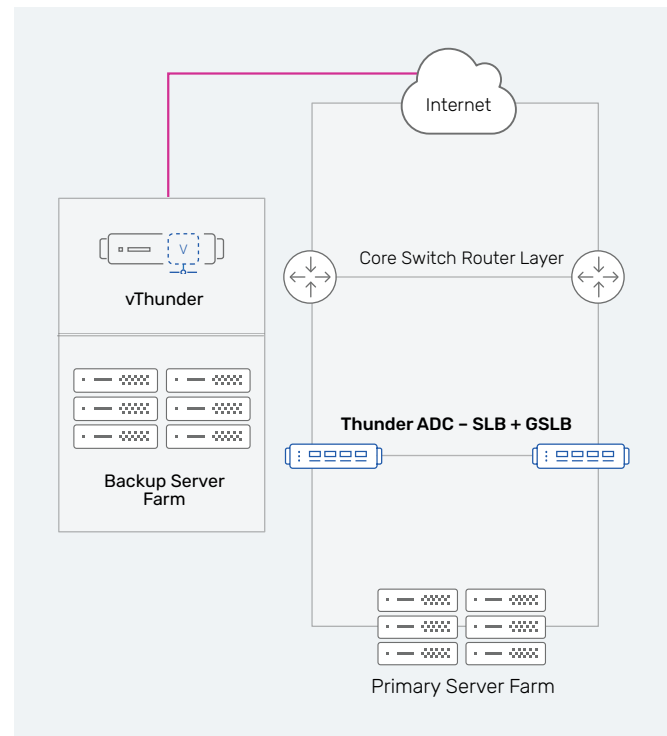 Internet
Core Switch Router Layer
V
vThunder
Thunder ADC – SLB + GSLB
Backup Server
Farm
Primary Server Farm